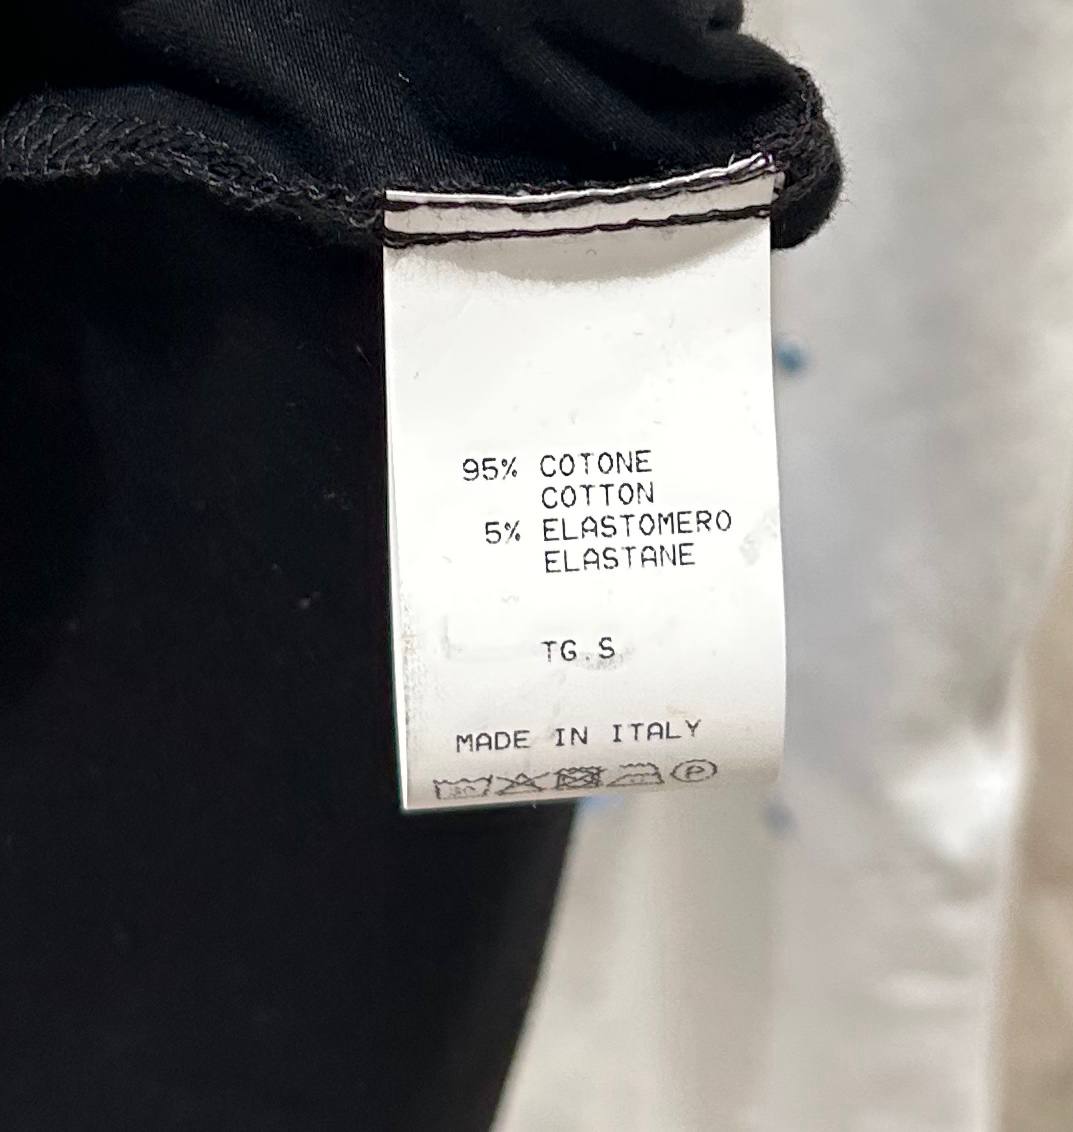 95% COTONE
COTTON
5% ELASTOMERO
ELASTANE
TG.S
MADE IN ITALY
P